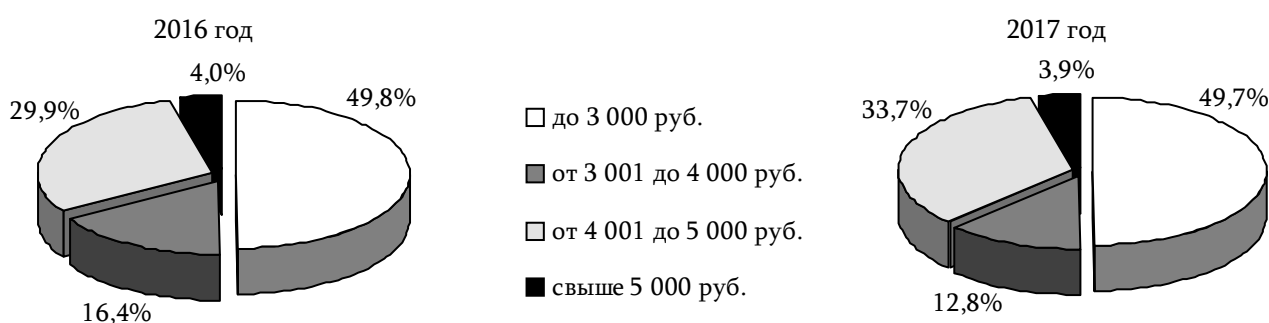 2016 год
4,0%
29,9%
49,8%
16,4%
до 3 000 руб.
от 3 001 до 4 000 руб.
от 4 001 до 5 000 руб.
свыше 5 000 руб.
2017 год
3,9%
33,7%
49,7%
12,8%